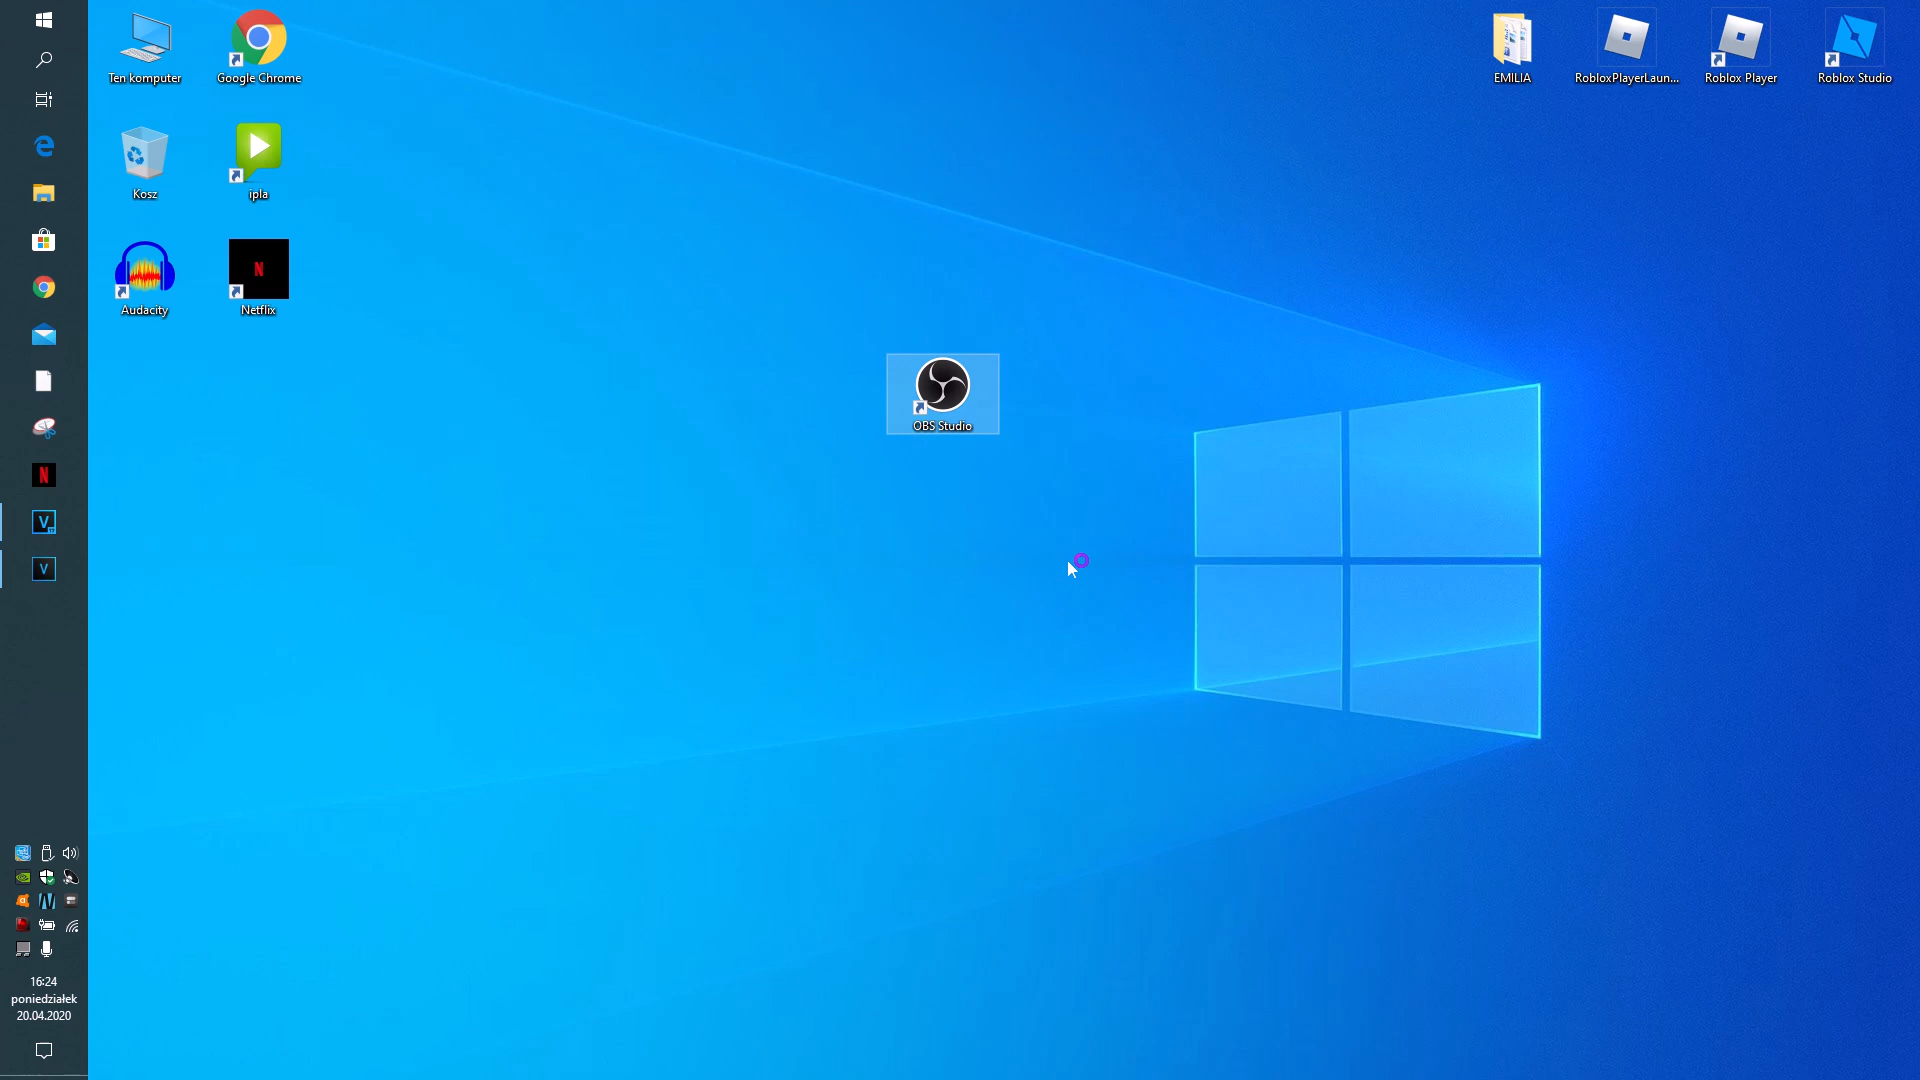 Ten komputer
Google Chrome
EMILIA
RobloxPlayerLaun...
Roblox Player
Roblox Studio
Kosz
ipla
Audacity
N
Netflix
OBS Studio
N
V
V
16:24
poniedziałek
20.04.2020